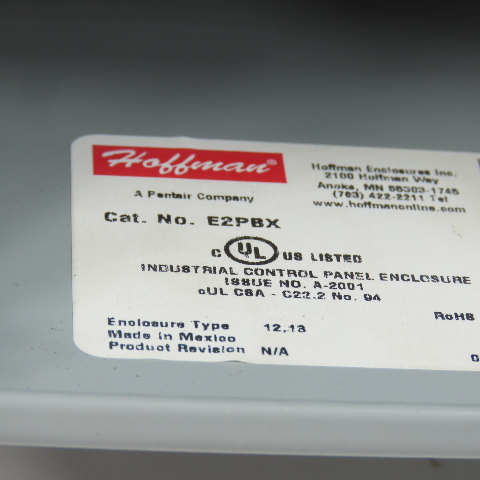 Hoffman®
A Pentair Company
Hoffman Enclosures Inc.
2100 Hoffman Way
Anoka, MN 55303-1745
(763) 422-2211 Tel
www.hoffmanonline.com
Cat. No. E2PBX
C UL US LISTED
INDUSTRIAL CONTROL PANEL ENCLOSURE
ISSUE NO. A-2001
cUL CSA - C22.2 No. 94
RoHS
Enclosure Type 12,13
Made in Mexico
Product Revision N/A